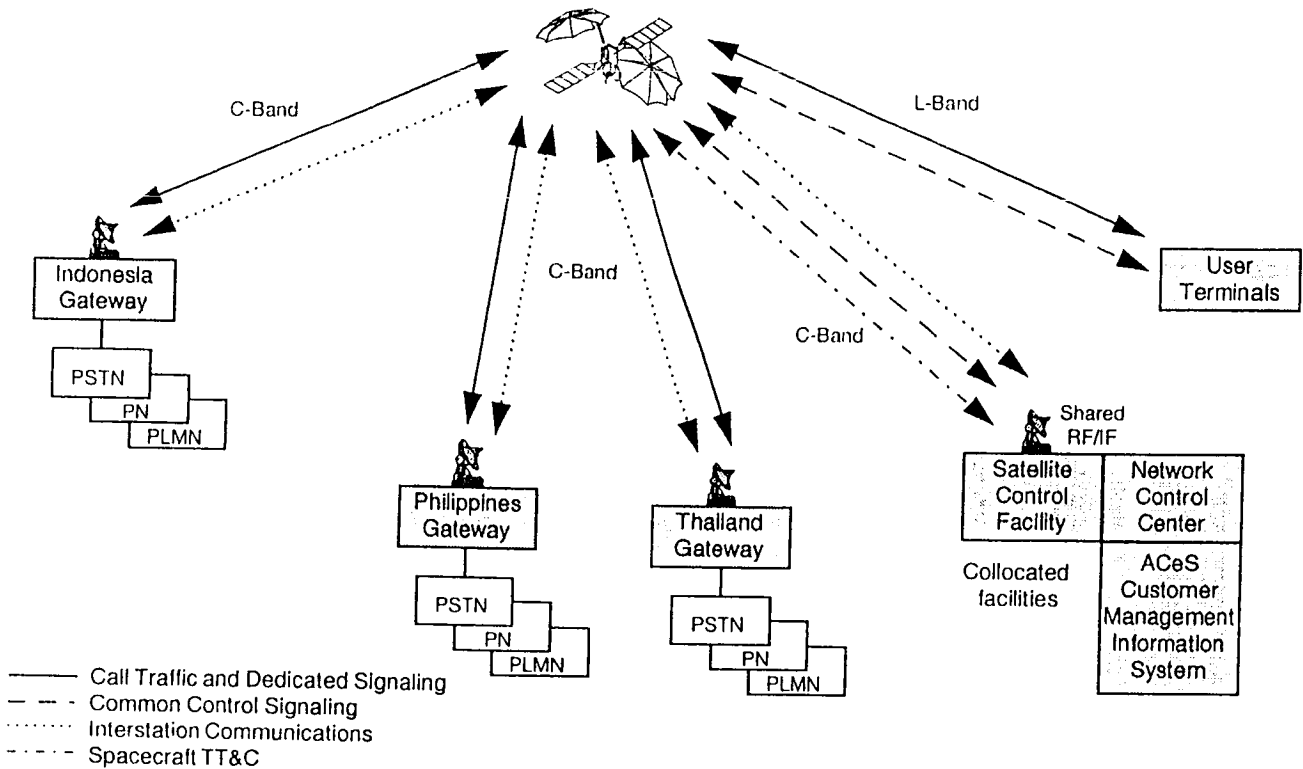 C-Band
L-Band
Indonesia
Gateway
PSTN
PN
PLMN
C-Band
User
Terminals
C-Band
Philippines
Gateway
PSTN
PN
PLMN
Thailand
Gateway
PSTN
PN
PLMN
Shared
RF/IF
Satellite
Control
Facility
Network
Control
Center
Collocated
facilities
ACeS
Customer
Management
Information
System
Call Traffic and Dedicated Signaling
Common Control Signaling
Interstation Communications
Spacecraft TT&C